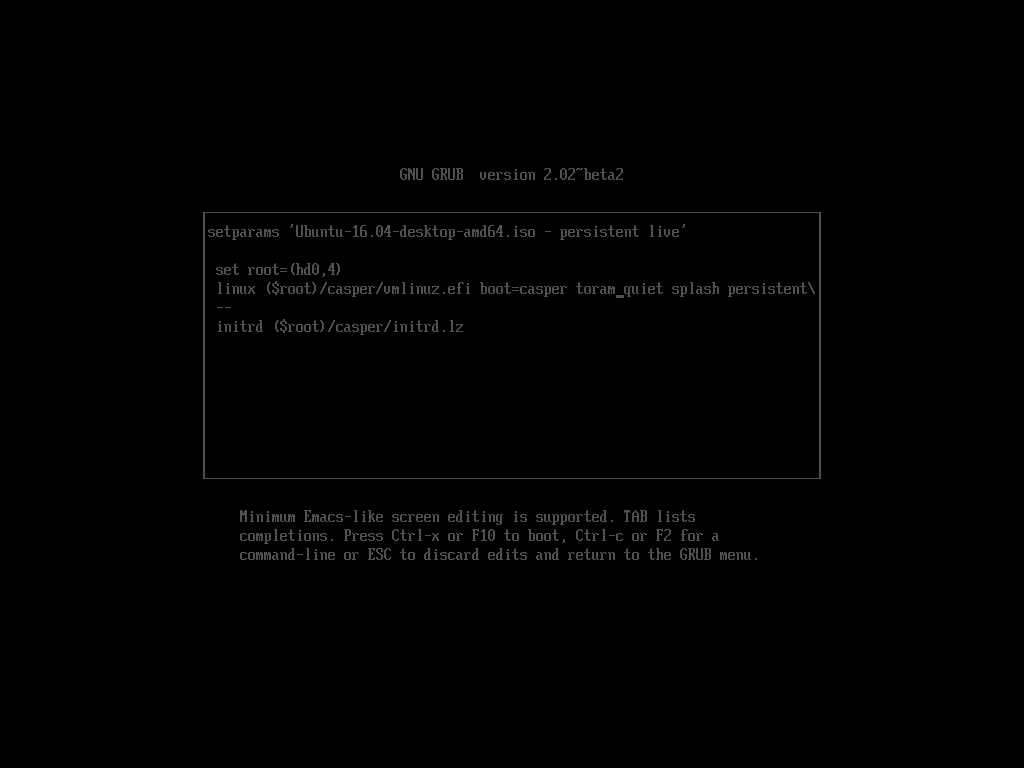 GNU GRUB  version 2.02~beta2
setparams 'Ubuntu-16.04-desktop-amd64.iso - persistent live'
set root=(hd0,4)
linux ($root)/casper/vmlinuz.efi boot=casper toram_quiet splash persistent\
--
initrd ($root)/casper/initrd.lz
Minimum Emacs-like screen editing is supported. TAB lists
completions. Press Ctrl-x or F10 to boot, Ctrl-c or F2 for a
command-line or ESC to discard edits and return to the GRUB menu.